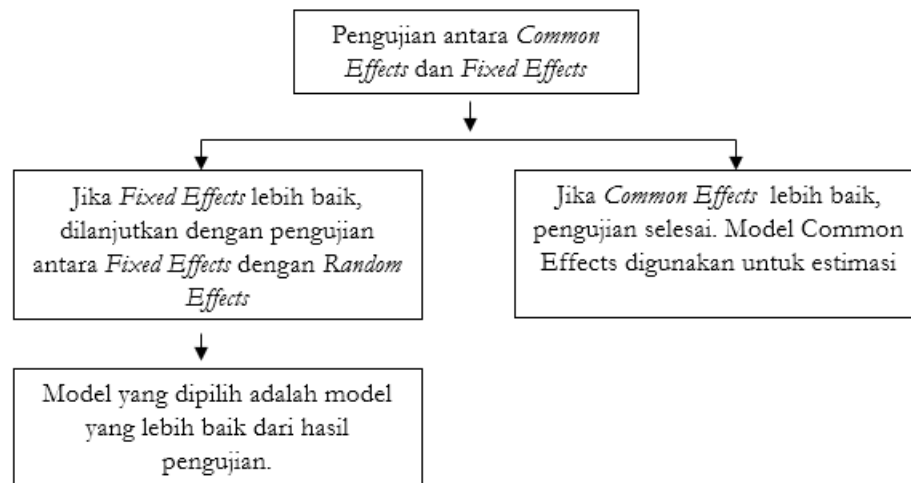 Pengujian antara Common
Effects dan Fixed Effects
Jika Fixed Effects lebih baik,
dilanjutkan dengan pengujian
antara Fixed Effects dengan Random
Effects
Jika Common Effects lebih baik,
pengujian selesai. Model Common
Effects digunakan untuk estimasi
Model yang dipilih adalah model
yang lebih baik dari hasil
pengujian.